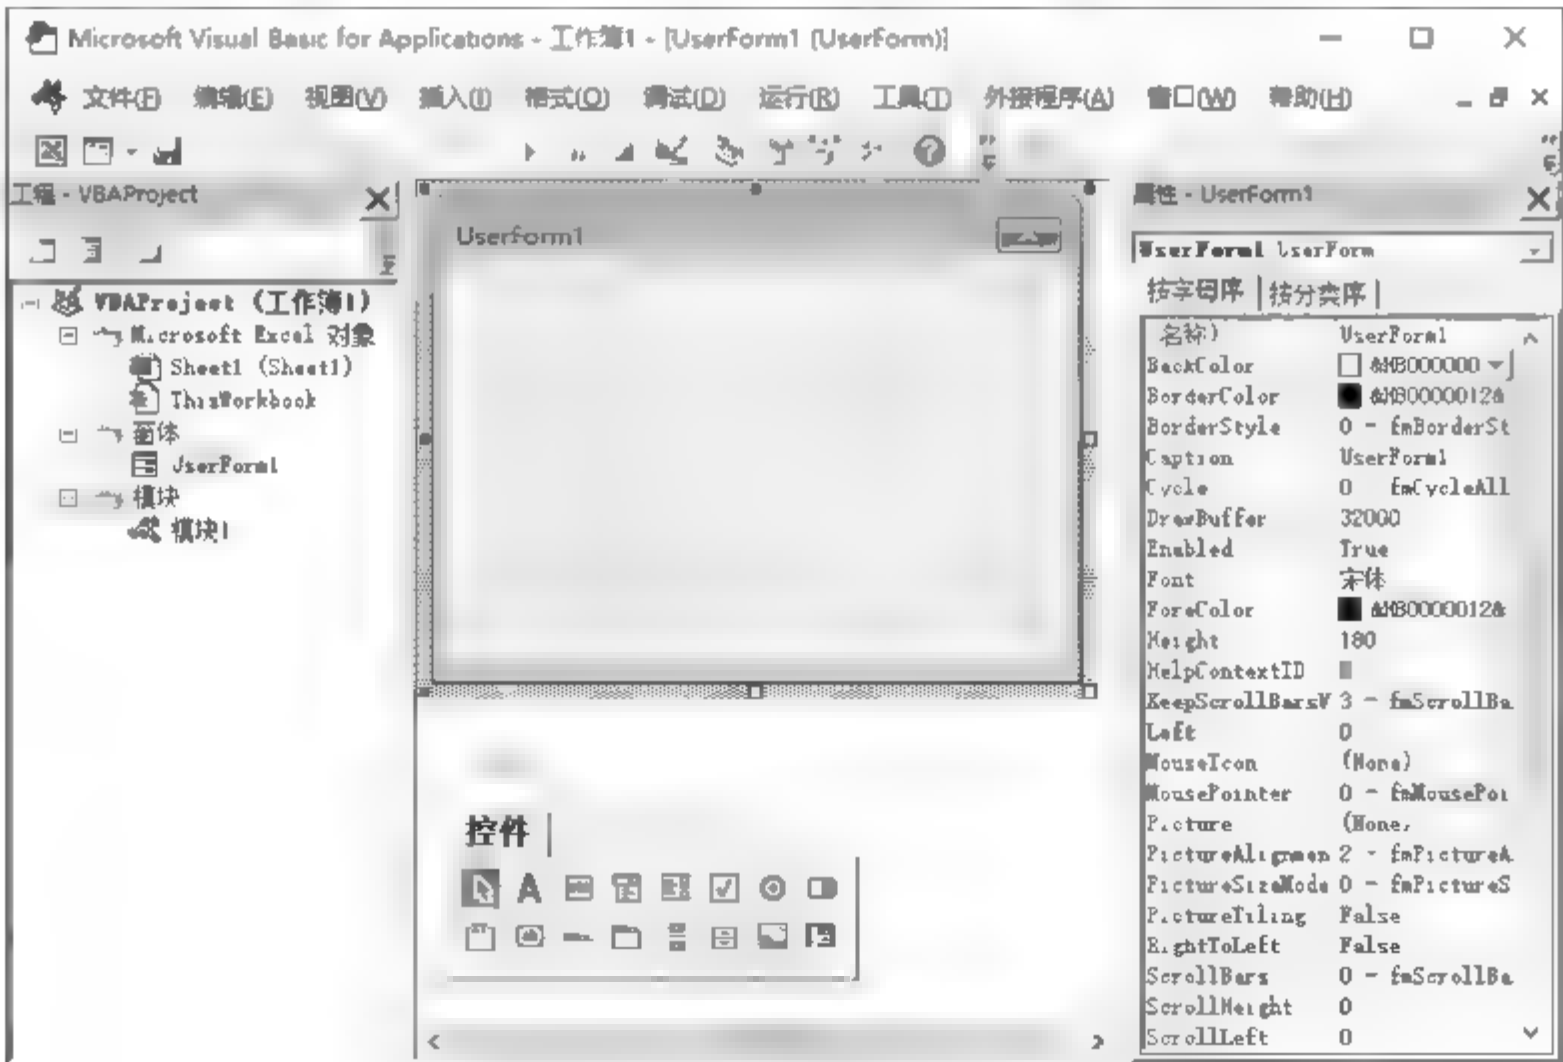 Microsoft Visual Basic for Applications - 工作簿1 - [UserForm1 (UserForm)]
文件(F) 编辑(E) 视图(V) 插入(I) 格式(O) 调试(D) 运行(R) 工具(T) 外接程序(A) 窗口(W) 帮助(H)
工程 - VBAProject
VBAProject (工作簿1)
Microsoft Excel 对象
Sheet1 (Sheet1)
ThisWorkbook
窗体
UserForm1
模块
模块1
UserForm1
控件
属性 - UserForm1
UserForm1 UserForm
按字母序 按分类序
名称) UserForm1
BackColor &H8000000
BorderColor &H80000012&
BorderStyle 0 - fmBorderSt
Caption UserForm1
Cycle 0 fmCycleAll
DrawBuffer 32000
Enabled True
Font 宋体
ForeColor &H80000012&
Height 180
HelpContextID
KeepScrollBarsV 3 - fmScrollBa
Left 0
MouseIcon (None)
MousePointer 0 - fmMousePoi
Picture (None)
PictureAlignmen 2 - fmPictureA
PictureSizeMode 0 - fmPictureS
PictureTiling False
RightToLeft False
ScrollBars 0 - fmScrollBa
ScrollHeight 0
ScrollLeft 0